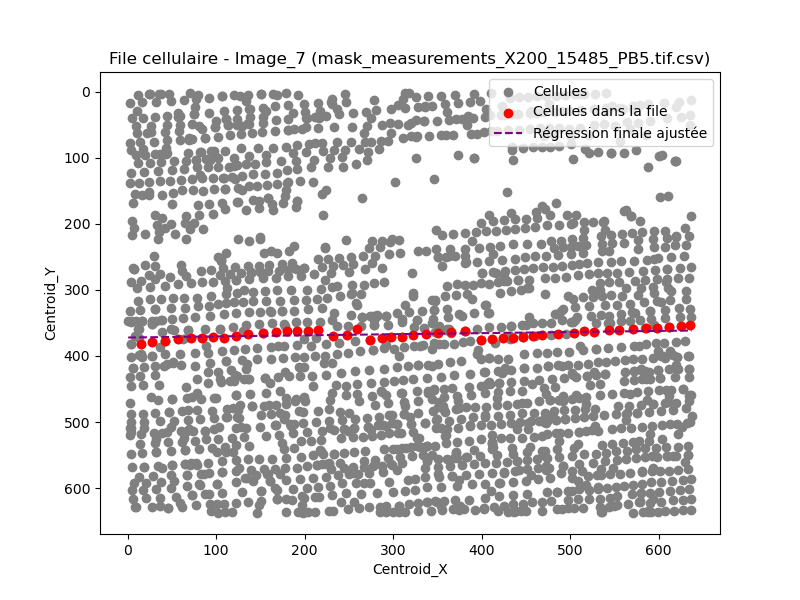 File cellulaire - Image_7 (mask_measurements_X200_15485_PB5.tif.csv)
Cellules
Cellules dans la file
Régression finale ajustée
0
100
200
300
400
500
600
Centroid_Y
0 100 200 300 400 500 600
Centroid_X